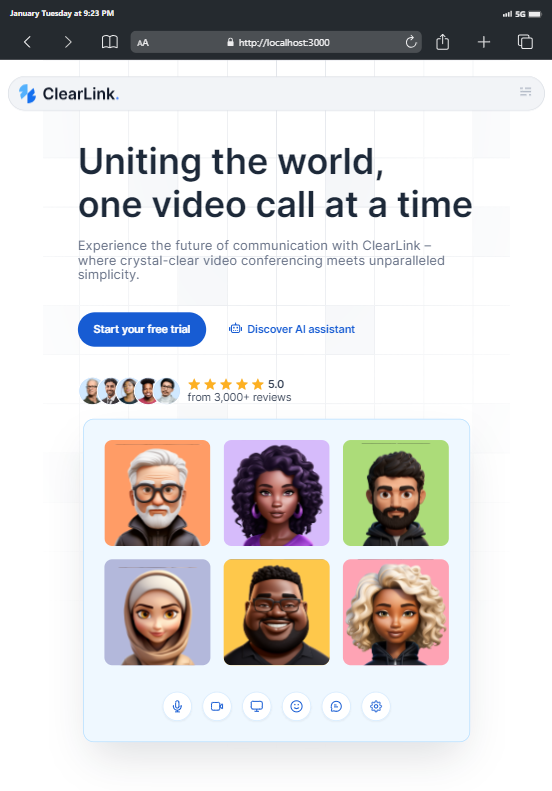 January Tuesday at 9:23 PM
5G
AA
http://localhost:3000
ClearLink.
Uniting the world,
one video call at a time
Experience the future of communication with ClearLink –
where crystal-clear video conferencing meets unparalleled
simplicity.
Start your free trial
Discover AI assistant
5.0
from 3,000+ reviews